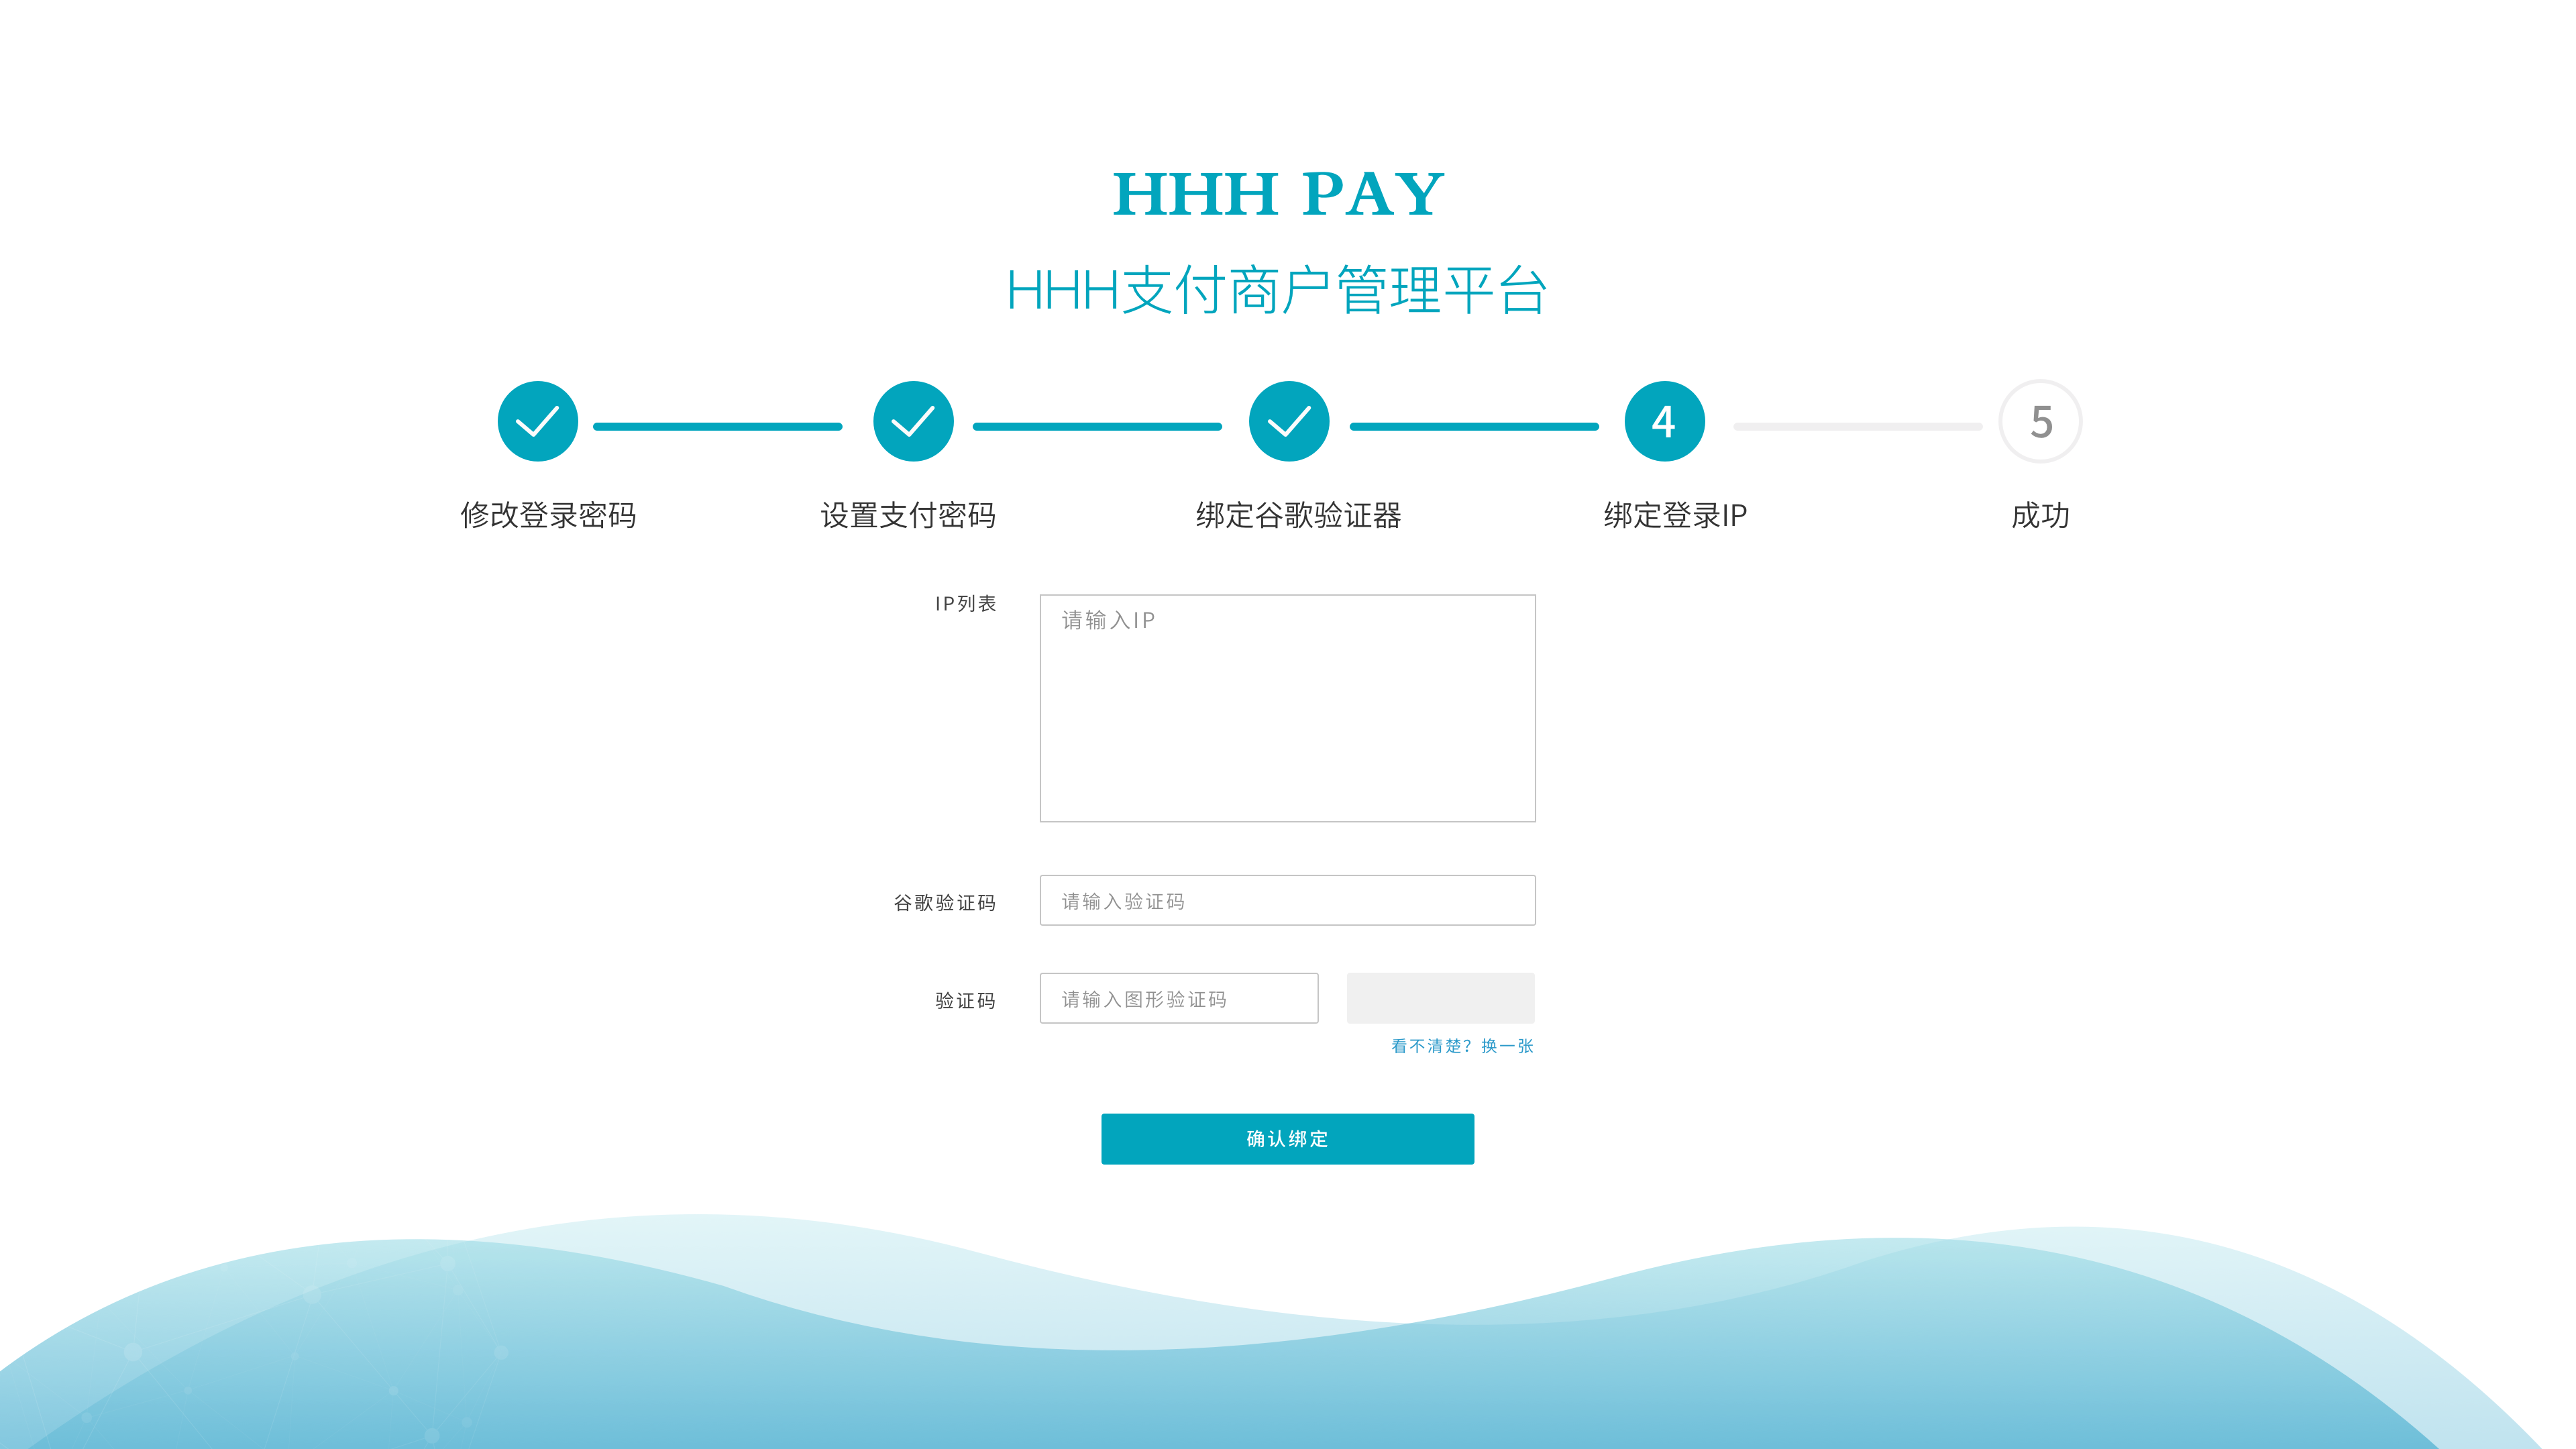 HHH PAY
HHH支付商户管理平台
4
5
修改登录密码
设置支付密码
绑定谷歌验证器
绑定登录IP
成功
IP列表
请输入IP
谷歌验证码
请输入验证码
验证码
请输入图形验证码
看不清楚？换一张
确认绑定